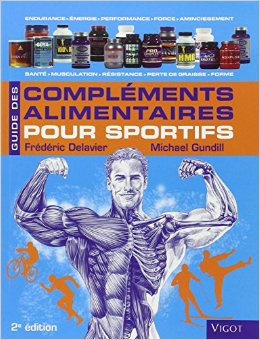 ENDURANCE•ÉNERGIE•PERFORMANCE•FORCE•AMINCISSEMENT
SANTÉ•MUSCULATION•RÉSISTANCE•PERTE DE GRAISSE•FORME
GUIDE DES
COMPLÉMENTS
ALIMENTAIRES
POUR SPORTIFS
Frédéric Delavier Michael Gundill
2e édition
VIGOT